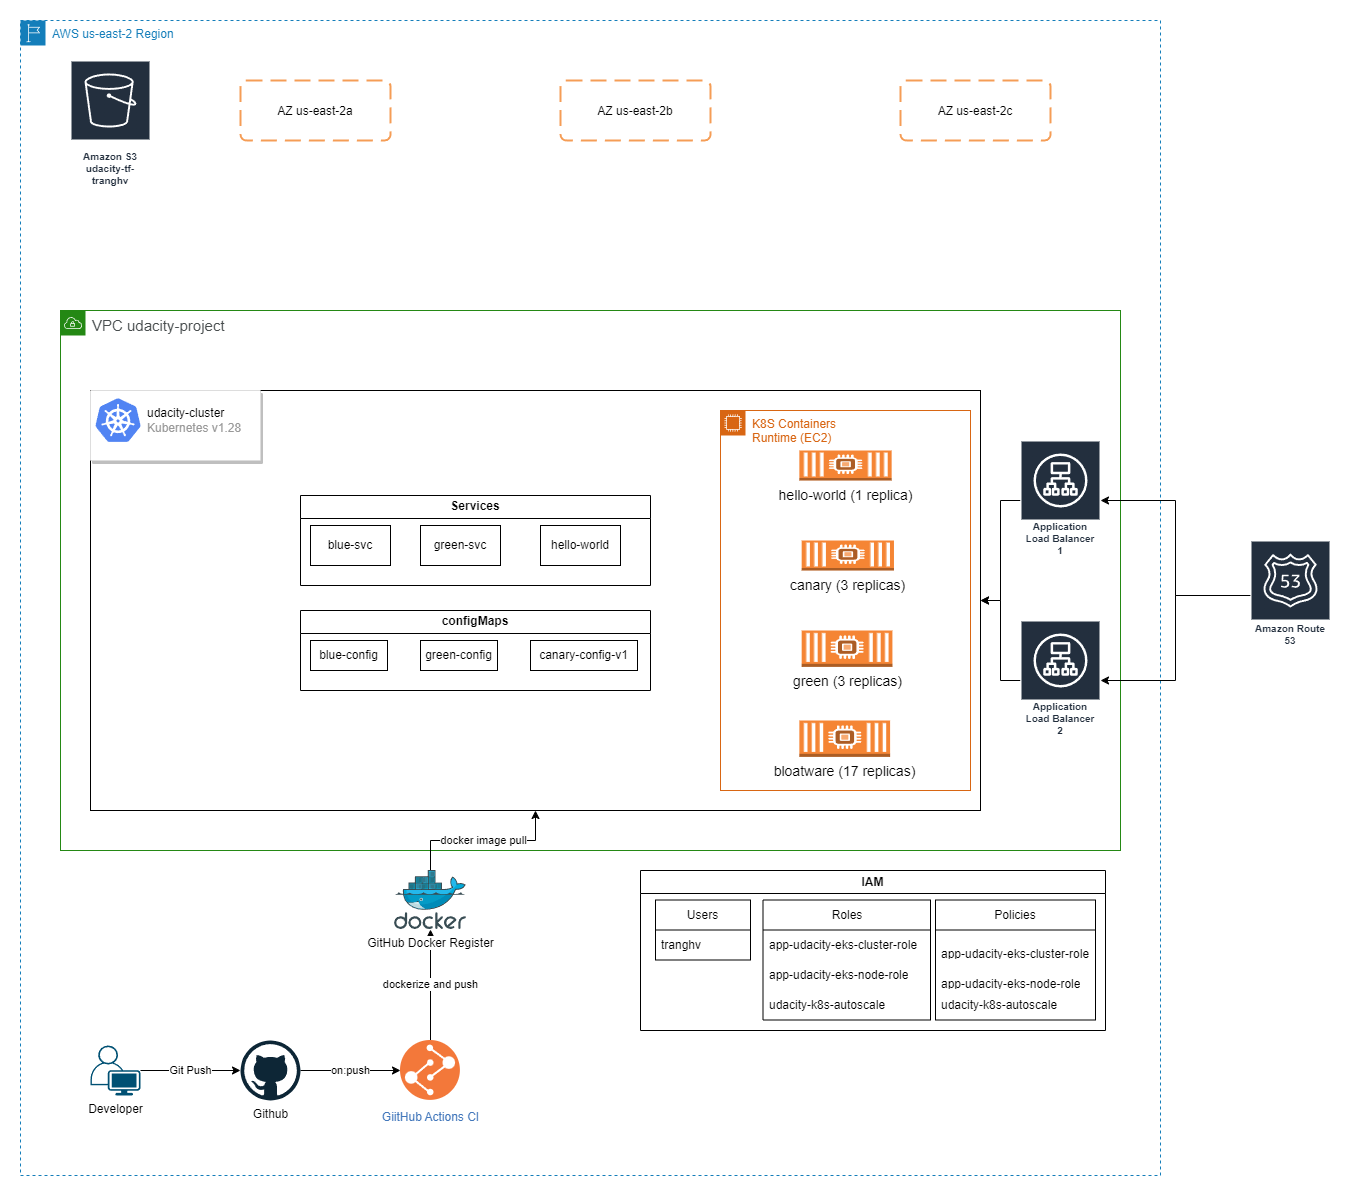 AWS us-east-2 Region
Amazon S3
udacity-tf-
tranghv
AZ us-east-2a
AZ us-east-2b
AZ us-east-2c
VPC udacity-project
udacity-cluster
Kubernetes v1.28
Services
blue-svc
green-svc
hello-world
configMaps
blue-config
green-config
canary-config-v1
K8S Containers
Runtime (EC2)
hello-world (1 replica)
canary (3 replicas)
green (3 replicas)
bloatware (17 replicas)
Application
Load Balancer
1
Application
Load Balancer
2
53
Amazon Route
53
docker image pull
docker
GitHub Docker Register
dockerize and push
IAM
Users
tranghv
Roles
app-udacity-eks-cluster-role
app-udacity-eks-node-role
udacity-k8s-autoscale
Policies
app-udacity-eks-cluster-role
app-udacity-eks-node-role
udacity-k8s-autoscale
Developer
Git Push
Github
on:push
GiitHub Actions CI